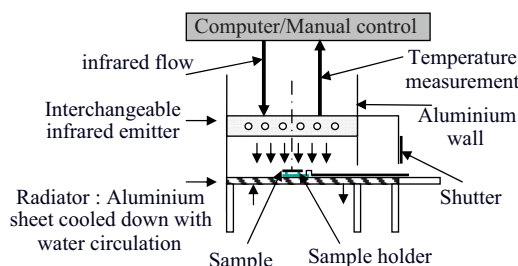 Computer/Manual control
infrared flow
Temperature
measurement
Interchangeable
infrared emitter
Aluminium
wall
Radiator : Aluminium
sheet cooled down with
water circulation
Shutter
Sample
Sample holder